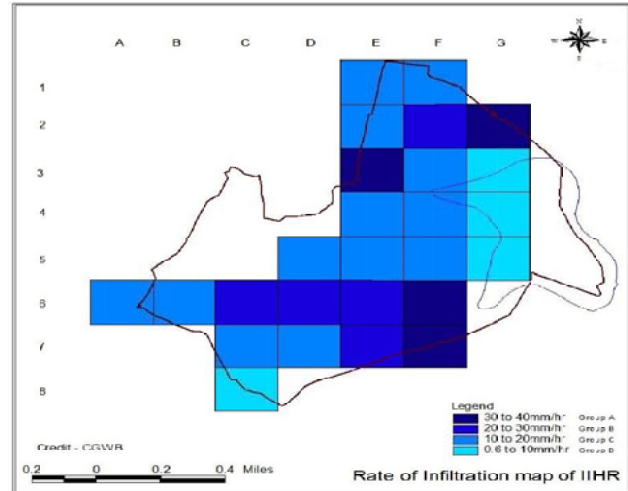 A B C D E F G
1
2
3
4
5
6
7
8
Legend
30 to 40mm/hr Group A
20 to 30mm/hr Group B
10 to 20mm/hr Group C
0.6 to 10mm/hr Group D
Credit - CGWB
0.2 0 0.2 0.4 Miles
Rate of Infiltration map of IIHR